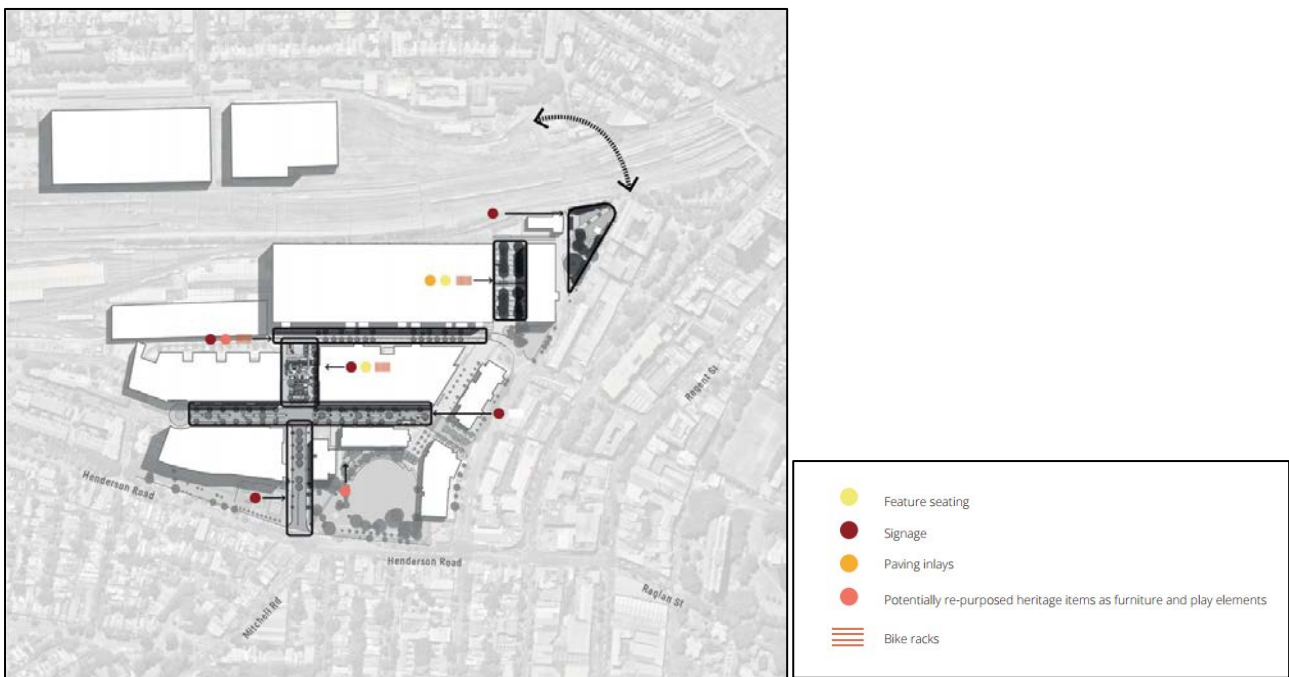 Regent St
Henderson Road
Henderson Road
Mitchell Rd
Raglan St
Feature seating
Signage
Paving inlays
Potentially re-purposed heritage items as furniture and play elements
Bike racks